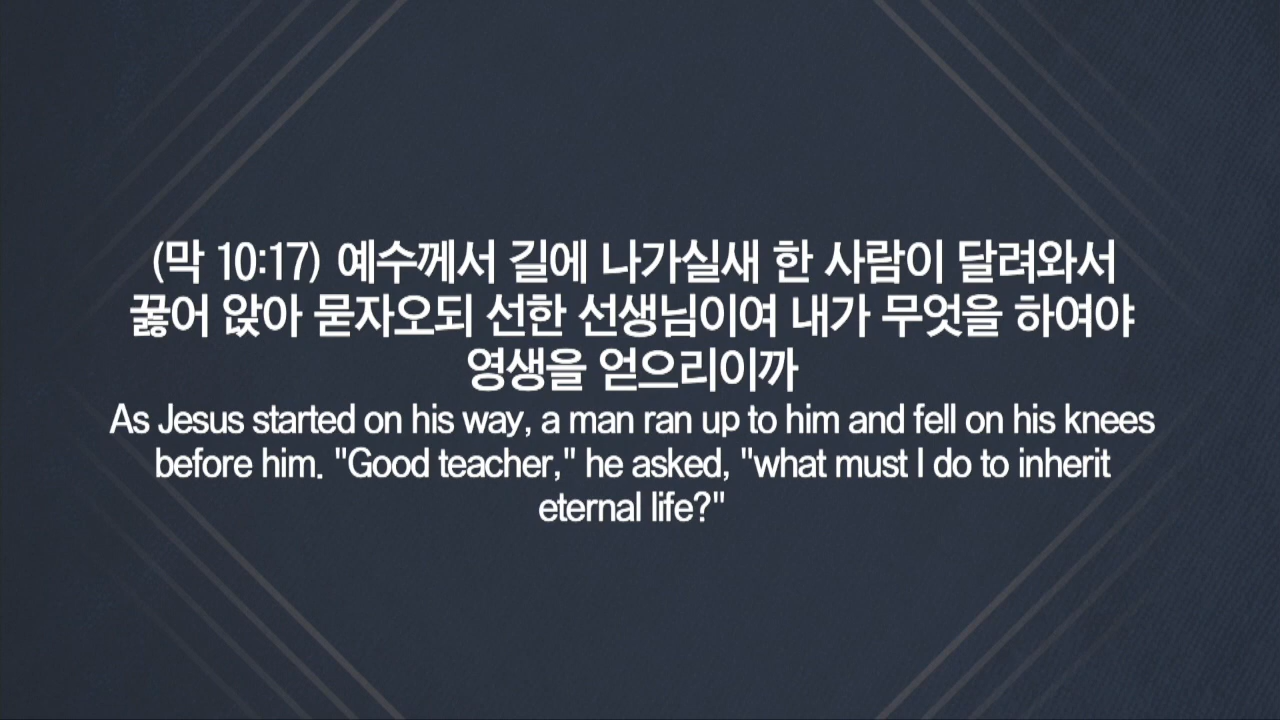 (막 10:17) 예수께서 길에 나가실새 한 사람이 달려와서
꿇어 앉아 묻자오되 선한 선생님이여 내가 무엇을 하여야
영생을 얻으리이까
As Jesus started on his way, a man ran up to him and fell on his knees
before him. "Good teacher," he asked, "what must I do to inherit
eternal life?"